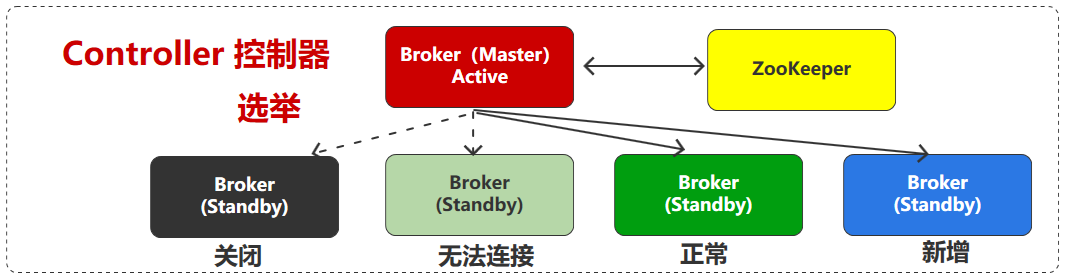 Controller 控制器
选举
Broker（Master）
Active
ZooKeeper
Broker
(Standby)
关闭
Broker
(Standby)
无法连接
Broker
(Standby)
正常
Broker
(Standby)
新增